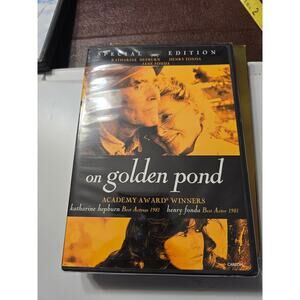 SPECIAL EDITION
KATHARINE HEPBURN HENRY FONDA
JANE FONDA
on golden pond
ACADEMY AWARD® WINNERS
katharine hepburn Best Actress 1981 henry fonda Best Actor 1981